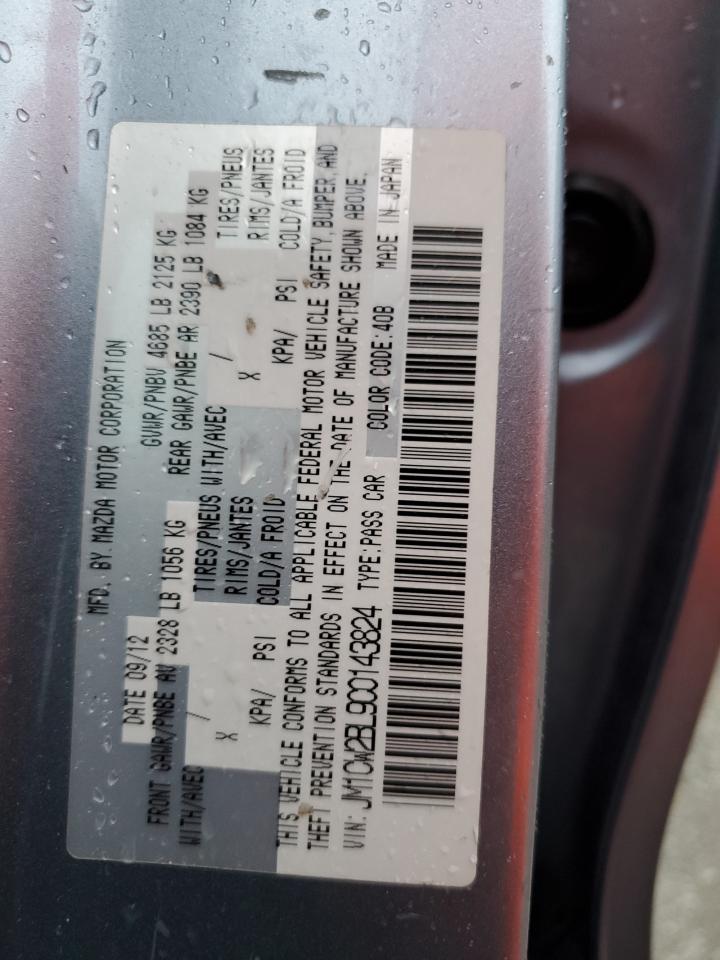 MFD. BY. MAZDA MOTOR CORPORATION
DATE 09/12 GVWR/PNBV 4685 LB 2125 KG
FRONT GAWR/PNBE AV 2328 LB 1056 KG REAR GAWR/PNBE AR 2390 LB 1084 KG
WITH/AVEC / TIRES/PNEUS WITH/AVEC / TIRES/PNEUS
X RIMS/JANTES X RIMS/JANTES
KPA/ PSI COLD/A FROID KPA/ PSI COLD/A FROID
THIS VEHICLE CONFORMS TO ALL APPLICABLE FEDERAL MOTOR VEHICLE SAFETY, BUMPER, AND
THEFT PREVENTION STANDARDS IN EFFECT ON THE DATE OF MANUFACTURE SHOWN ABOVE.
VIN: JM1CW2BL9C0143824 TYPE:PASS CAR COLOR CODE:40B MADE IN JAPAN